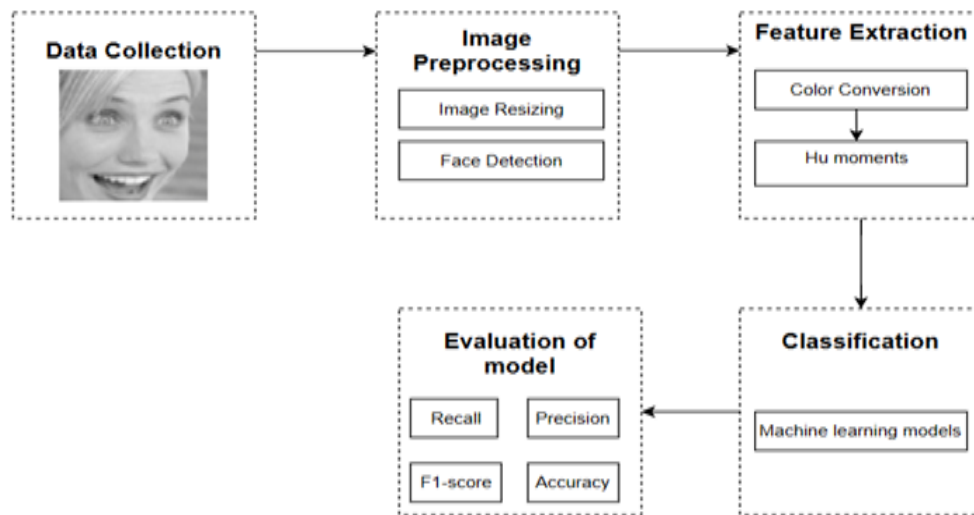 Data Collection
Image
Preprocessing
Image Resizing
Face Detection
Feature Extraction
Color Conversion
Hu moments
Classification
Machine learning models
Evaluation of
model
Recall
Precision
F1-score
Accuracy